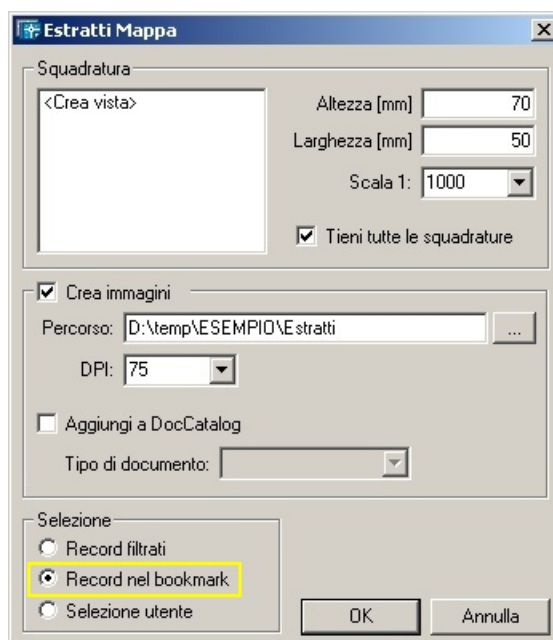 Estratti Mappa
Squadratura
<Crea vista>
Altezza [mm] 70
Larghezza [mm] 50
Scala 1: 1000
Tieni tutte le squadrature
Crea immagini
Percorso: D:\temp\ESEMPIO\Estratti ...
DPI: 75
Aggiungi a DocCatalog
Tipo di documento:
Selezione
Record filtrati
Record nel bookmark
Selezione utente
OK Annulla